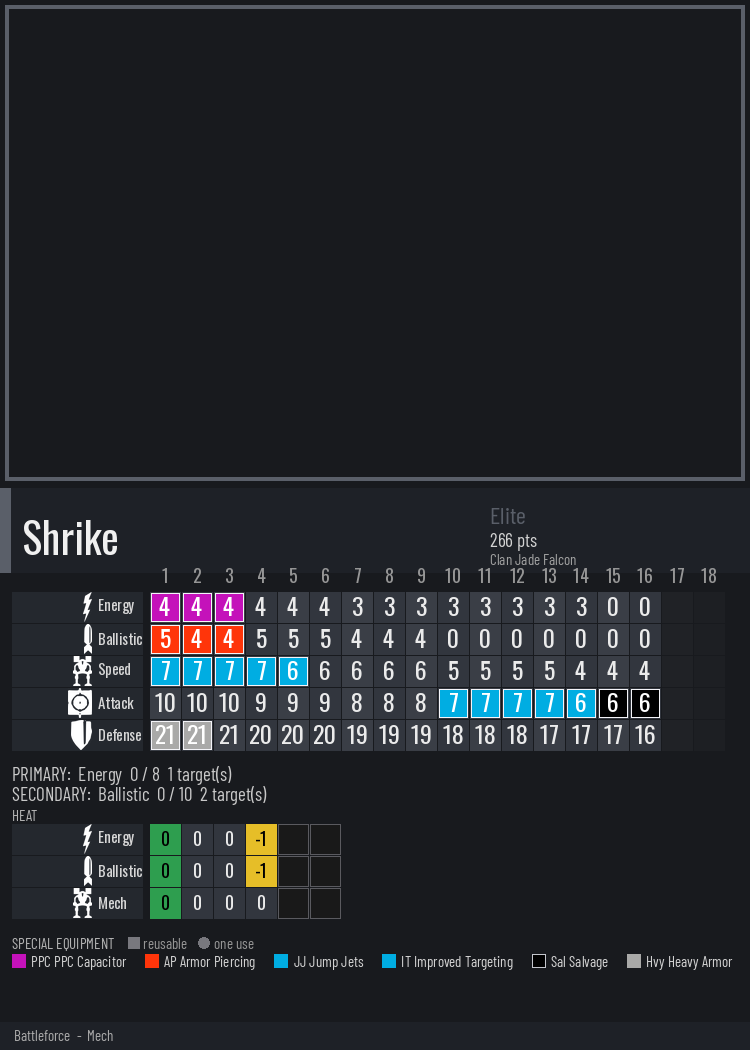 Shrike
Elite
266 pts
Clan Jade Falcon
1 2 3 4 5 6 7 8 9 10 11 12 13 14 15 16 17 18
Energy 4 4 4 4 4 4 3 3 3 3 3 3 3 3 0 0
Ballistic 5 4 4 5 5 5 4 4 4 0 0 0 0 0 0 0
Speed 7 7 7 7 6 6 6 6 6 5 5 5 5 4 4 4
Attack 10 10 10 9 9 9 8 8 8 7 7 7 7 6 6 6
Defense 21 21 21 20 20 20 19 19 19 18 18 18 17 17 17 16
PRIMARY: Energy 0 / 8 1 target(s)
SECONDARY: Ballistic 0 / 10 2 target(s)
HEAT
Energy 0 0 0 -1
Ballistic 0 0 0 -1
Mech 0 0 0 0
SPECIAL EQUIPMENT reusable one use
PPC PPC Capacitor AP Armor Piercing JJ Jump Jets IT Improved Targeting Sal Salvage Hvy Heavy Armor
Battleforce - Mech